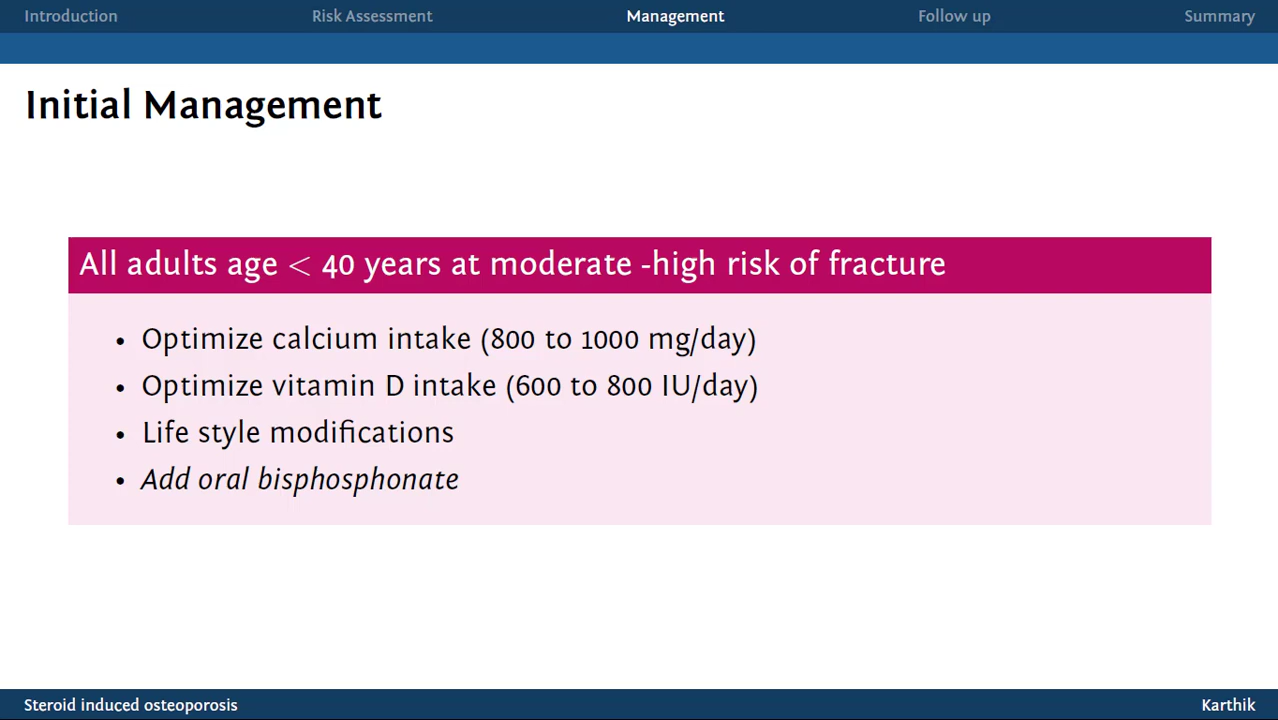 Introduction Risk Assessment Management Follow up Summary
Initial Management
All adults age < 40 years at moderate -high risk of fracture
• Optimize calcium intake (800 to 1000 mg/day)
• Optimize vitamin D intake (600 to 800 IU/day)
• Life style modifications
• Add oral bisphosphonate
Steroid induced osteoporosis Karthik